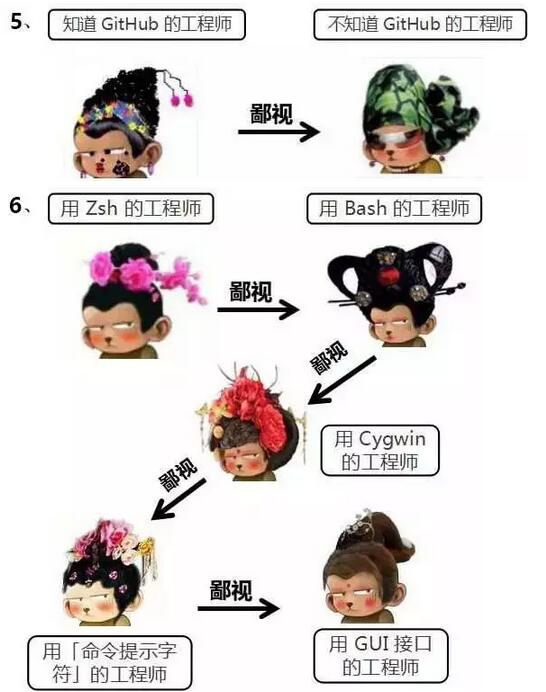 5、 知道 GitHub 的工程师 不知道 GitHub 的工程师
鄙视
6、 用 Zsh 的工程师 用 Bash 的工程师
鄙视
鄙视
用 Cygwin
的工程师
鄙视
鄙视
用「命令提示字
符」的工程师
用 GUI 接口
的工程师